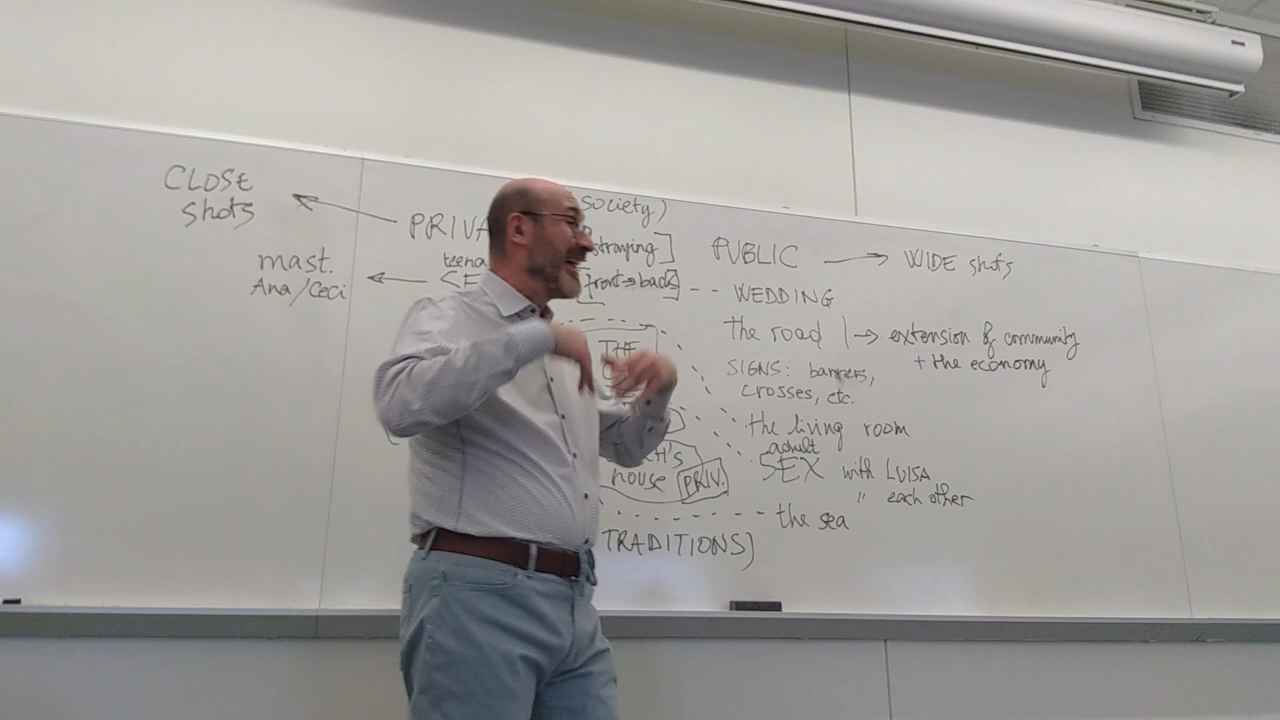 CLOSE
shots
PRIVA
society)
PUBLIC
WIDE shots
mast.
Ana/Ceci
teena
front→back
WEDDING
the road → extension of community
+ the economy
THE
SIGNS: banners,
crosses, etc.
the living room
adult
SEX with LUISA
" each other
house PRIV.
the sea
TRADITIONS)